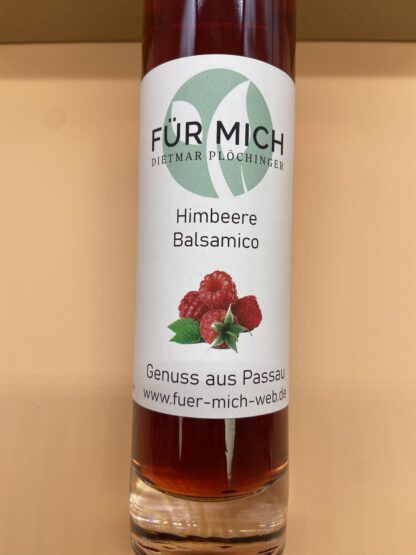 FÜR MICH
DIETMAR PLÖCHINGER
Himbeere
Balsamico
Genuss aus Passau
www.fuer-mich-web.de